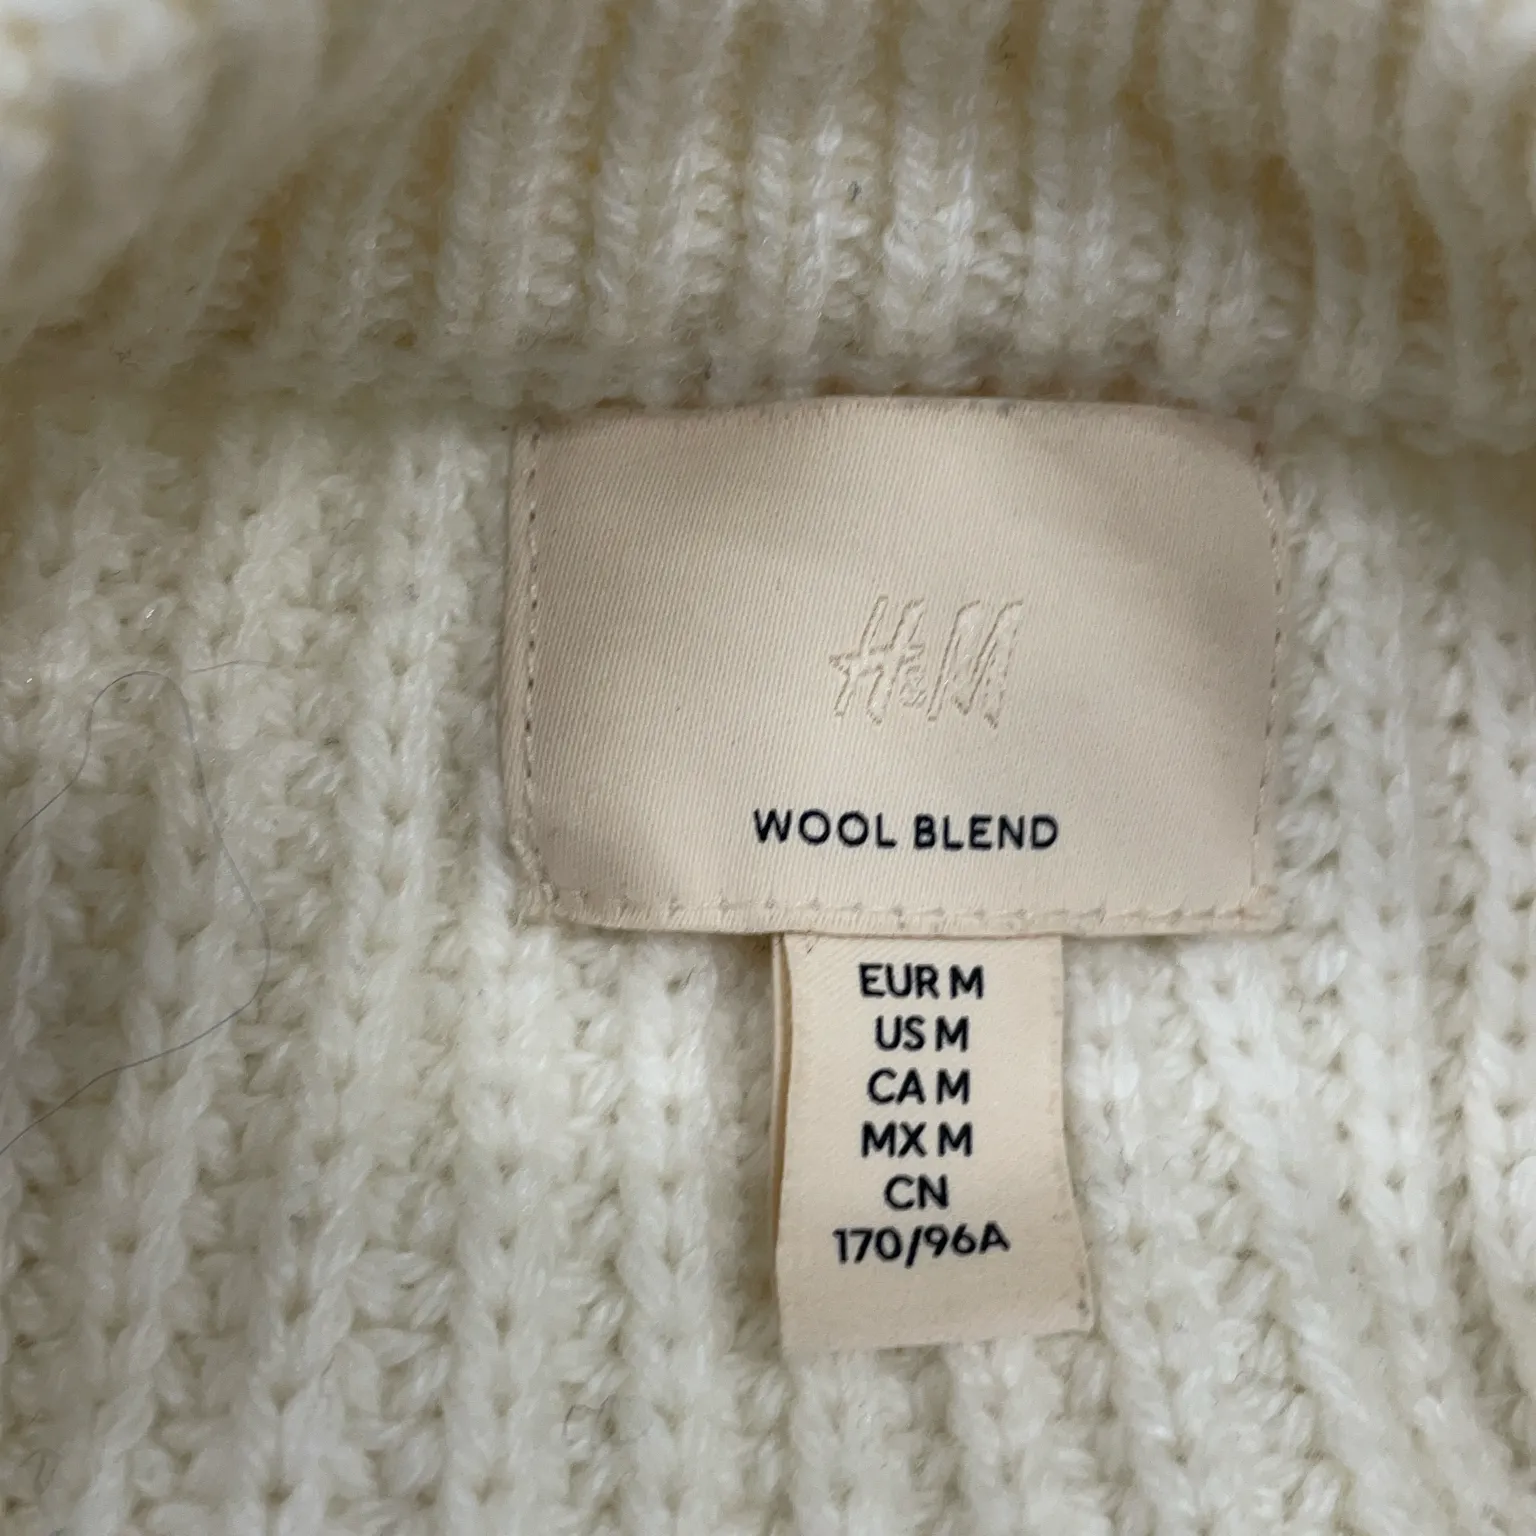 H&M
WOOL BLEND
EUR M
US M
CA M
MX M
CN
170/96A